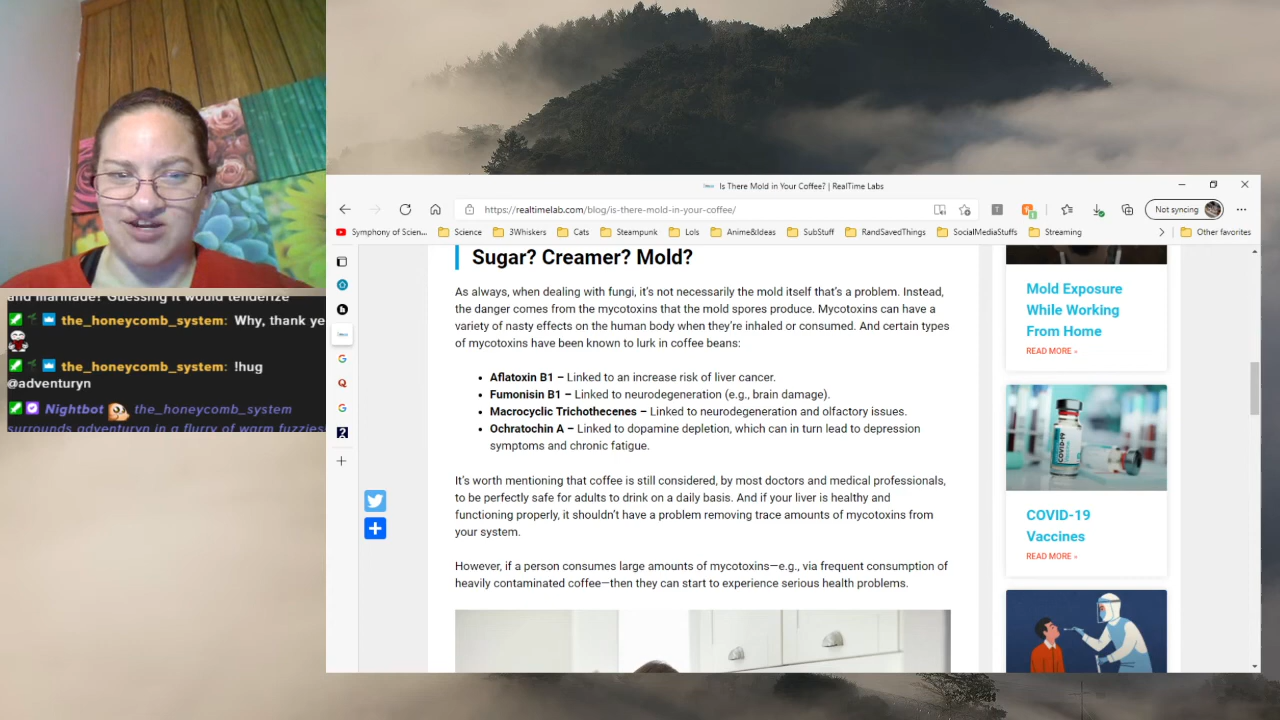 and marinade? Guessing it would tenderize
the_honeycomb_system: Why, thank ye
the_honeycomb_system: !hug
@adventuryn
Nightbot the_honeycomb_system
surrounds adventuryn in a flurry of warm fuzzies
Is There Mold in Your Coffee? | RealTime Labs
https://realtimelab.com/blog/is-there-mold-in-your-coffee/
Not syncing
Symphony of Scien...
Science
3Whiskers
Cats
Steampunk
Lols
Anime&Ideas
SubStuff
RandSavedThings
SocialMediaStuffs
Streaming
Other favorites
Sugar? Creamer? Mold?
As always, when dealing with fungi, it's not necessarily the mold itself that's a problem. Instead,
the danger comes from the mycotoxins that the mold spores produce. Mycotoxins can have a
variety of nasty effects on the human body when they're inhaled or consumed. And certain types
of mycotoxins have been known to lurk in coffee beans:
• Aflatoxin B1 – Linked to an increase risk of liver cancer.
• Fumonisin B1 – Linked to neurodegeneration (e.g., brain damage).
• Macrocyclic Trichothecenes – Linked to neurodegeneration and olfactory issues.
• Ochratochin A – Linked to dopamine depletion, which can in turn lead to depression
symptoms and chronic fatigue.
It's worth mentioning that coffee is still considered, by most doctors and medical professionals,
to be perfectly safe for adults to drink on a daily basis. And if your liver is healthy and
functioning properly, it shouldn't have a problem removing trace amounts of mycotoxins from
your system.
However, if a person consumes large amounts of mycotoxins—e.g., via frequent consumption of
heavily contaminated coffee—then they can start to experience serious health problems.
Mold Exposure
While Working
From Home
READ MORE »
COVID-19
COVID-19
Vaccines
READ MORE »